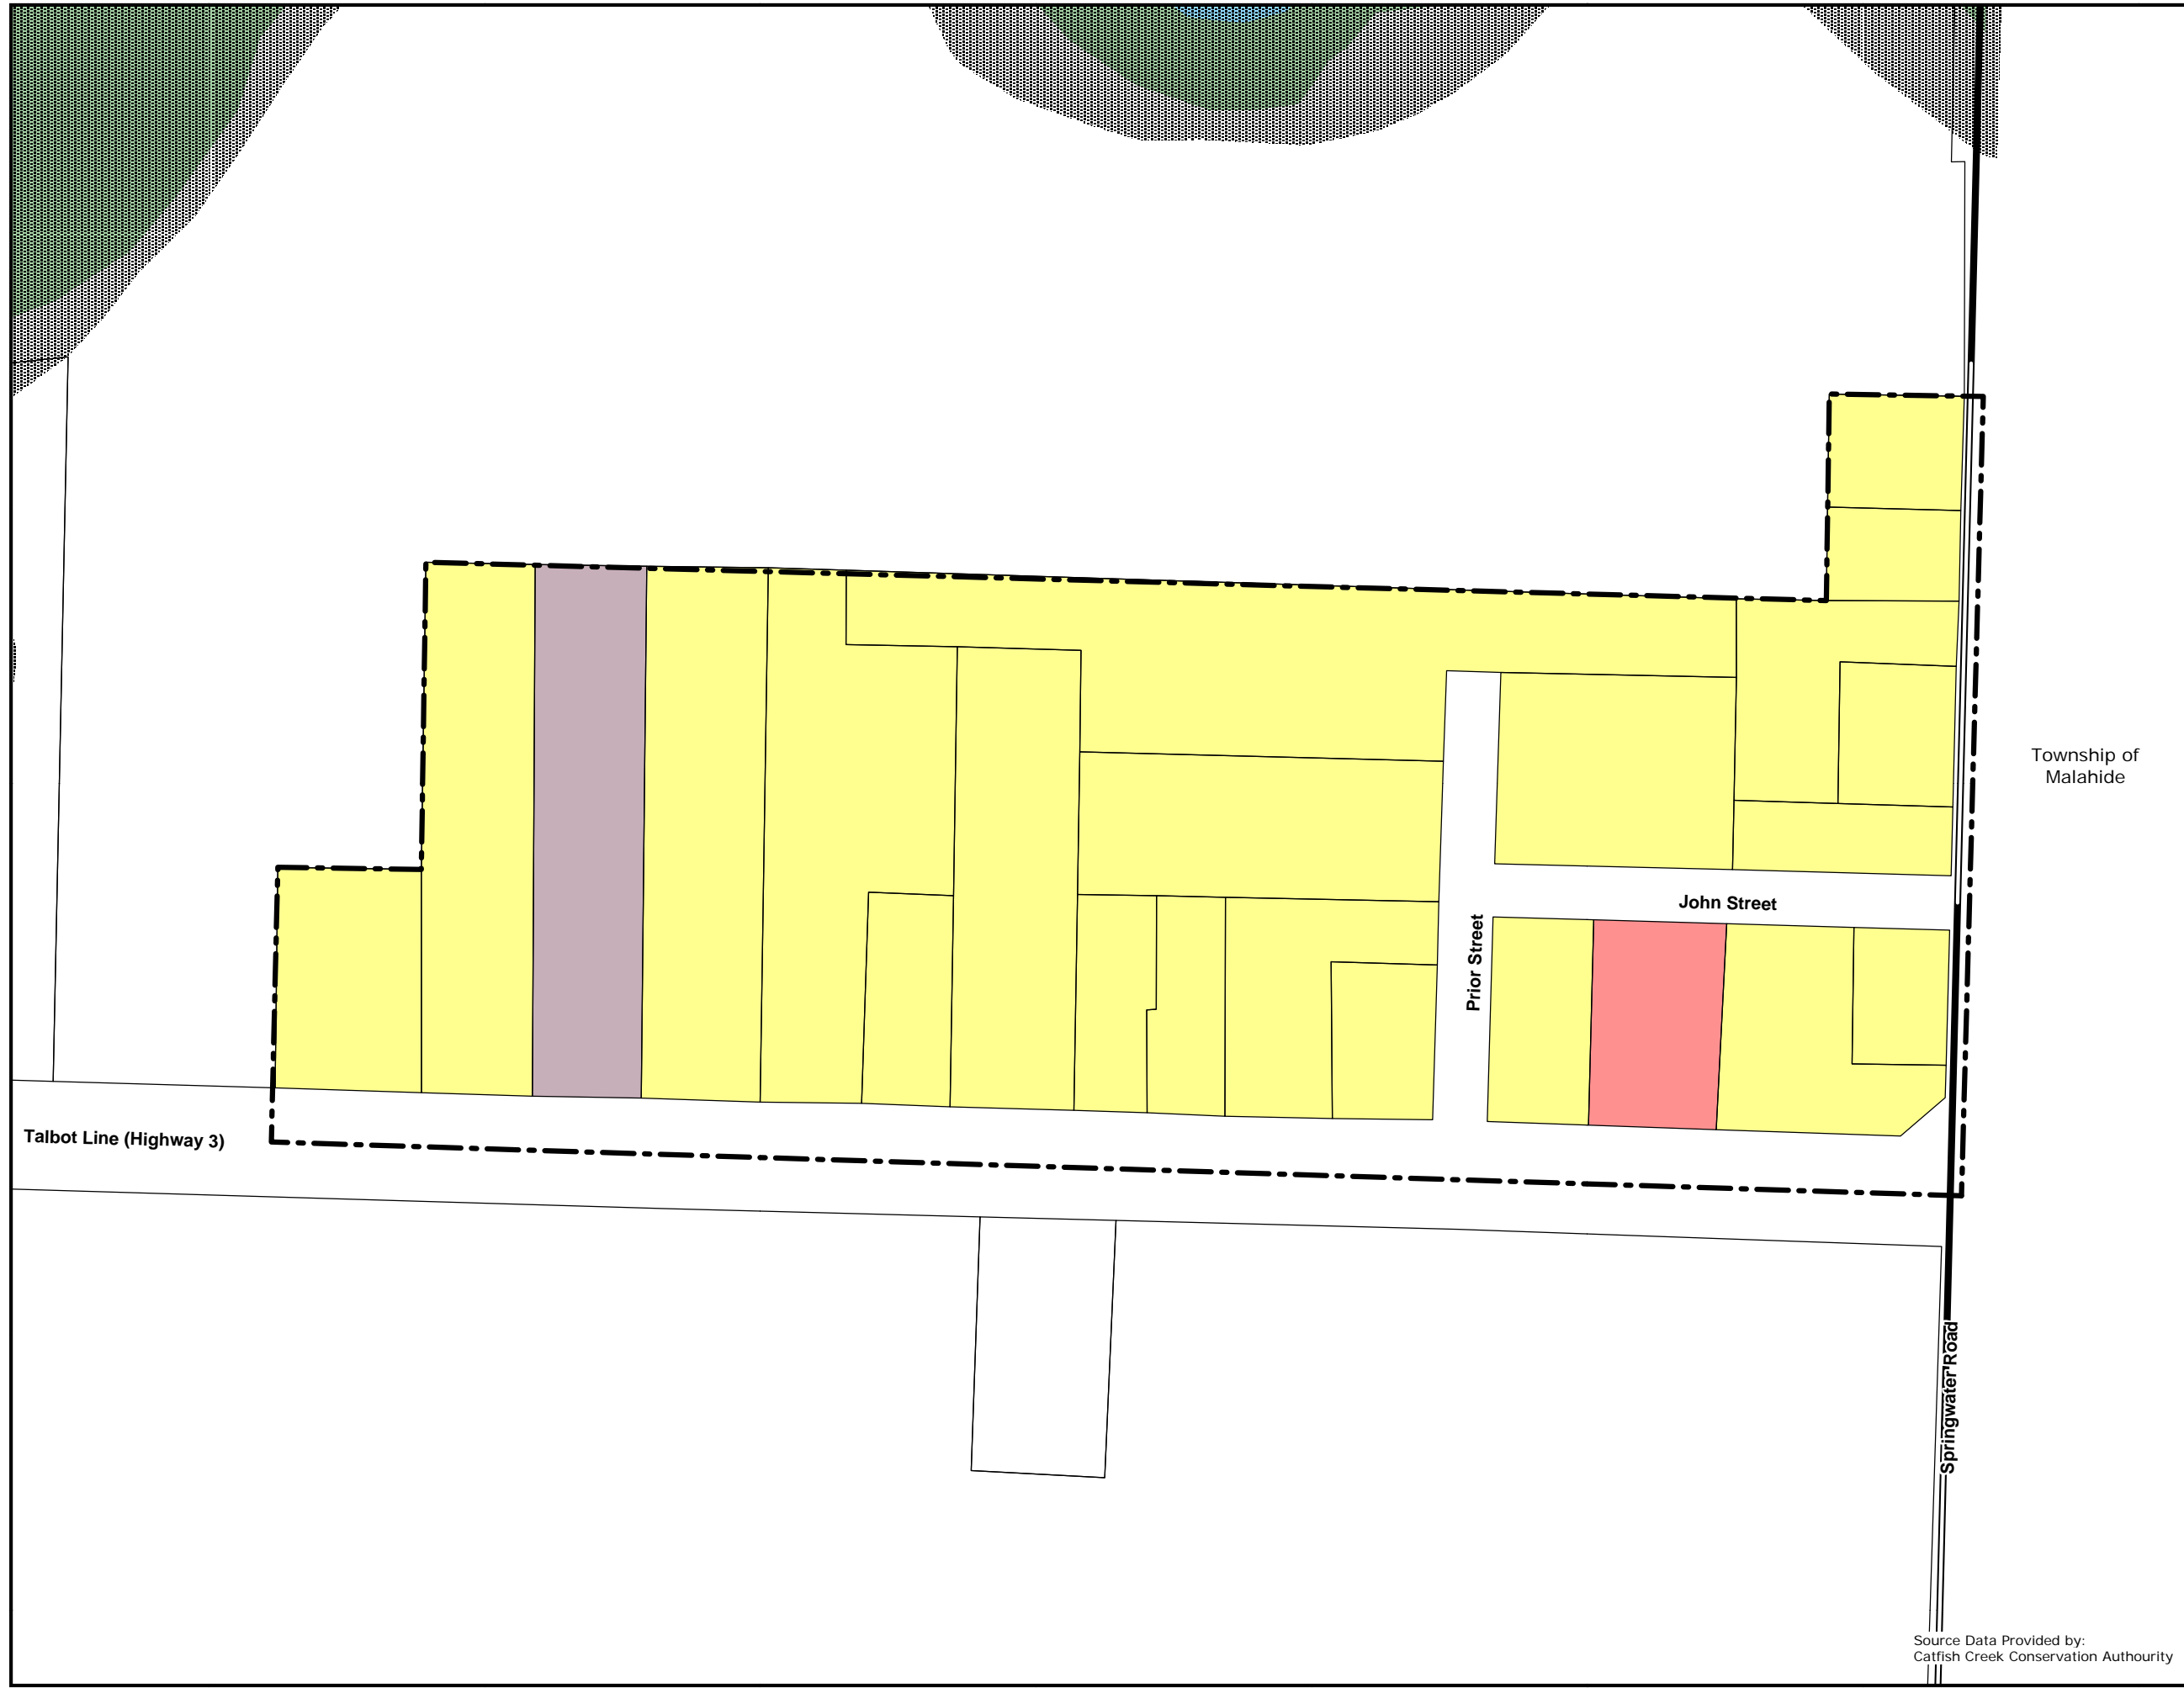 Township of
Malahide
John Street
Prior Street
Talbot Line (Highway 3)
Springwater Road
Source Data Provided by:
Catfish Creek Conservation Authourity